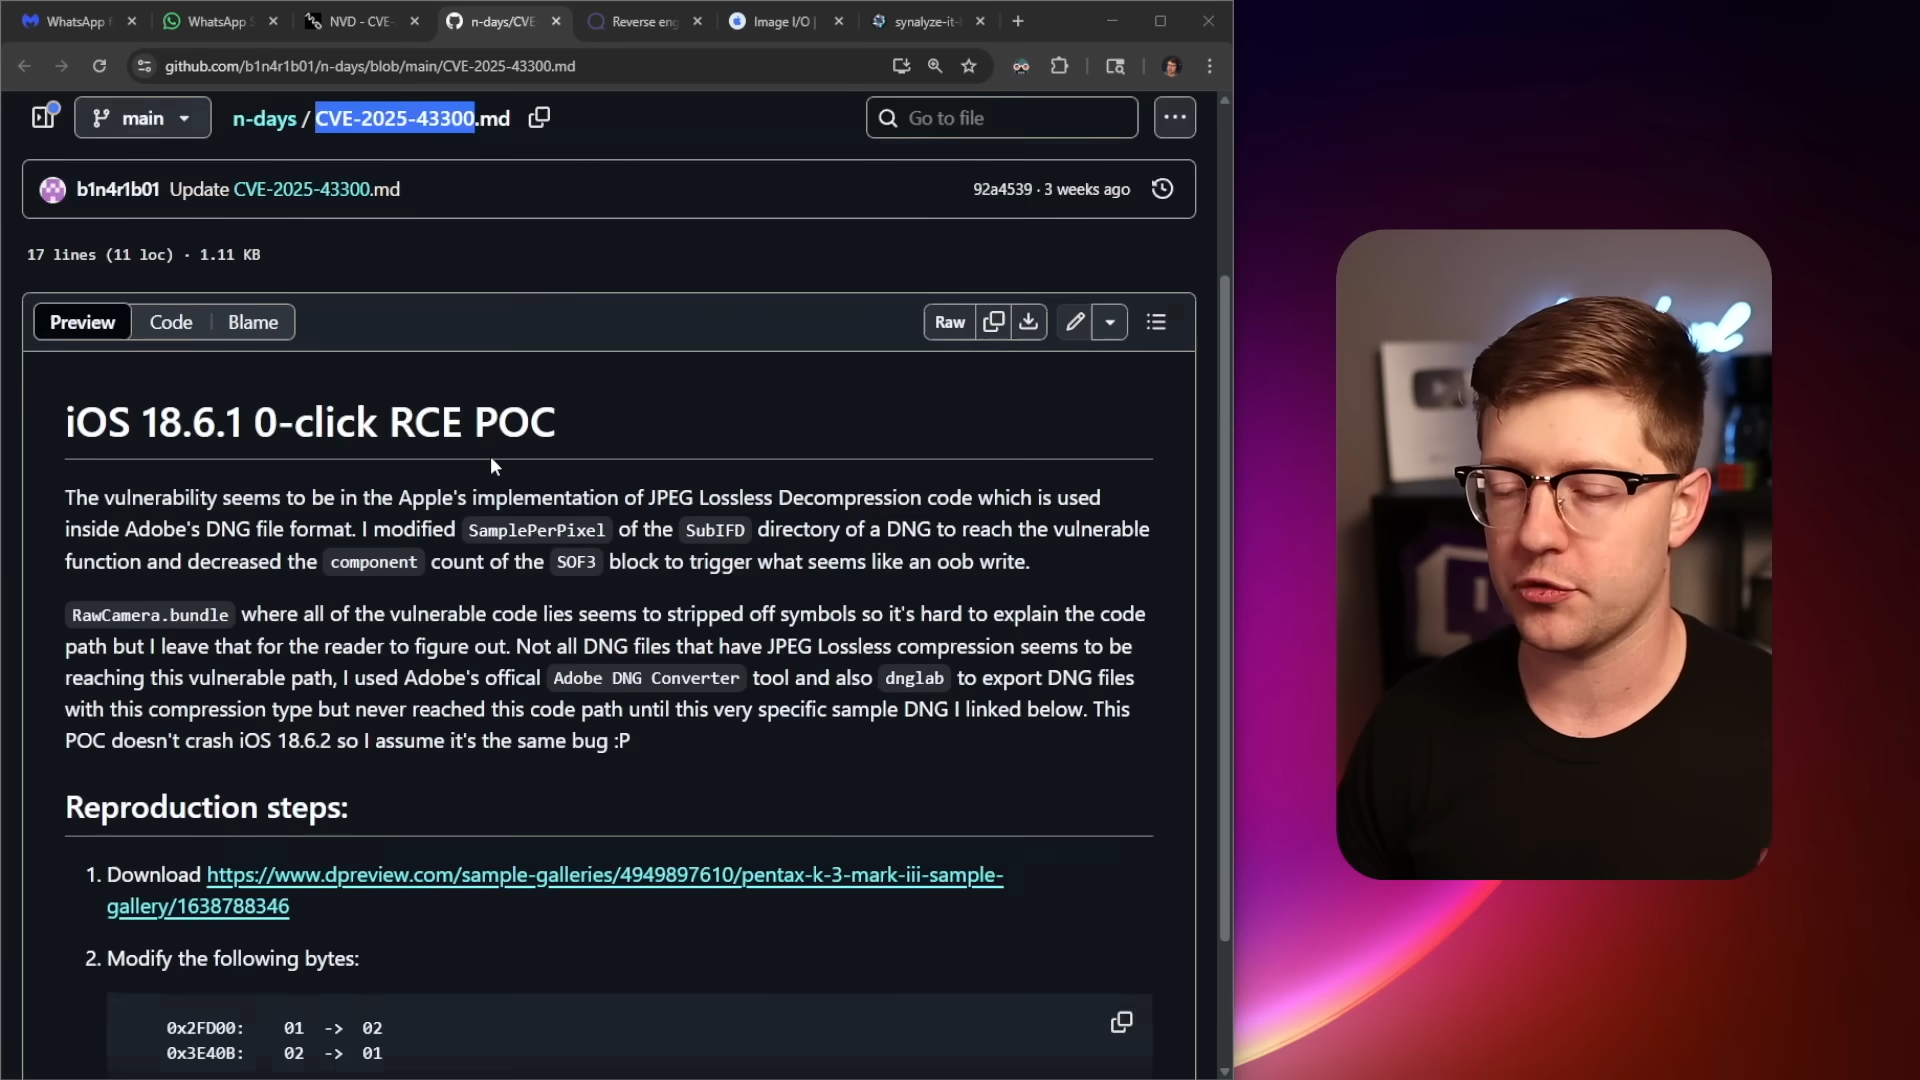 WhatsApp
WhatsApp S
NVD - CVE-
n-days/CVE
Reverse eng
Image I/O |
synalyze-it-
github.com/b1n4r1b01/n-days/blob/main/CVE-2025-43300.md
main
n-days / CVE-2025-43300.md
Go to file
b1n4r1b01 Update CVE-2025-43300.md
92a4539 · 3 weeks ago
17 lines (11 loc) · 1.11 KB
Preview
Code
Blame
Raw
iOS 18.6.1 0-click RCE POC
The vulnerability seems to be in the Apple's implementation of JPEG Lossless Decompression code which is used
inside Adobe's DNG file format. I modified SamplePerPixel of the SubIFD directory of a DNG to reach the vulnerable
function and decreased the component count of the SOF3 block to trigger what seems like an oob write.
RawCamera.bundle where all of the vulnerable code lies seems to stripped off symbols so it's hard to explain the code
path but I leave that for the reader to figure out. Not all DNG files that have JPEG Lossless compression seems to be
reaching this vulnerable path, I used Adobe's offical Adobe DNG Converter tool and also dnglab to export DNG files
with this compression type but never reached this code path until this very specific sample DNG I linked below. This
POC doesn't crash iOS 18.6.2 so I assume it's the same bug :P
Reproduction steps:
1. Download https://www.dpreview.com/sample-galleries/4949897610/pentax-k-3-mark-iii-sample-
gallery/1638788346
2. Modify the following bytes:
0x2FD00: 01 -> 02
0x3E40B: 02 -> 01